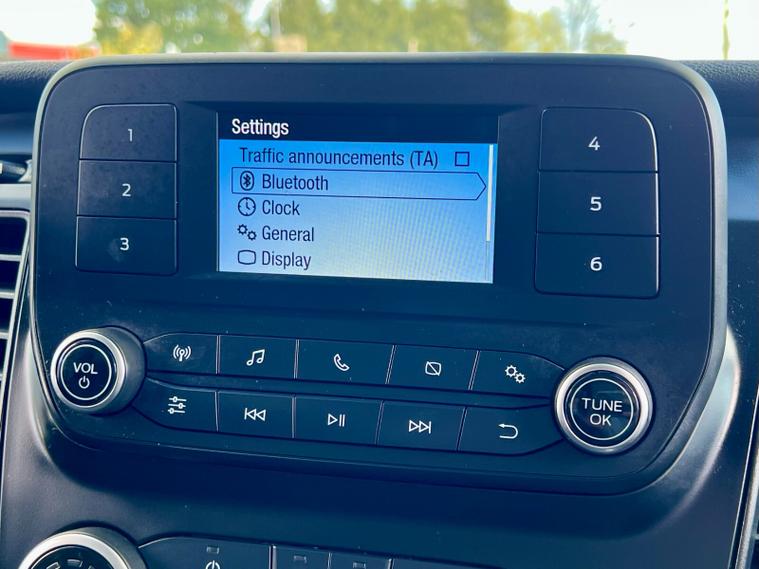 Settings
Traffic announcements (TA)
Bluetooth
Clock
General
Display
1
2
3
4
5
6
VOL
TUNE
OK